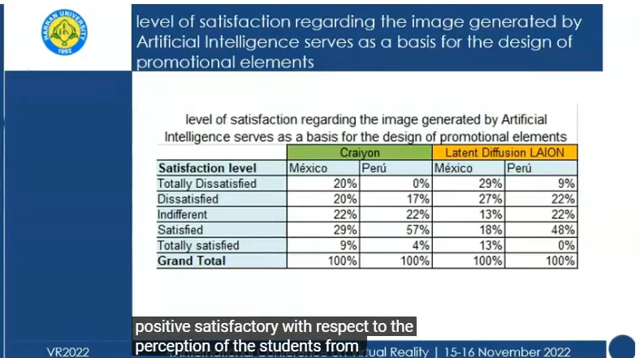 HARRAN UNIVERSITY
1992
level of satisfaction regarding the image generated by
Artificial Intelligence serves as a basis for the design of
promotional elements
level of satisfaction regarding the image generated by Artificial
Intelligence serves as a basis for the design of promotional elements
Craiyon Latent Diffusion LAION
Satisfaction level México Perú México Perú
Totally Dissatisfied 20% 0% 29% 9%
Dissatisfied 20% 17% 27% 22%
Indifferent 22% 22% 13% 22%
Satisfied 29% 57% 18% 48%
Totally satisfied 9% 4% 13% 0%
Grand Total 100% 100% 100% 100%
positive satisfactory with respect to the
perception of the students from
VR2022 Reality | 15-16 November 2022